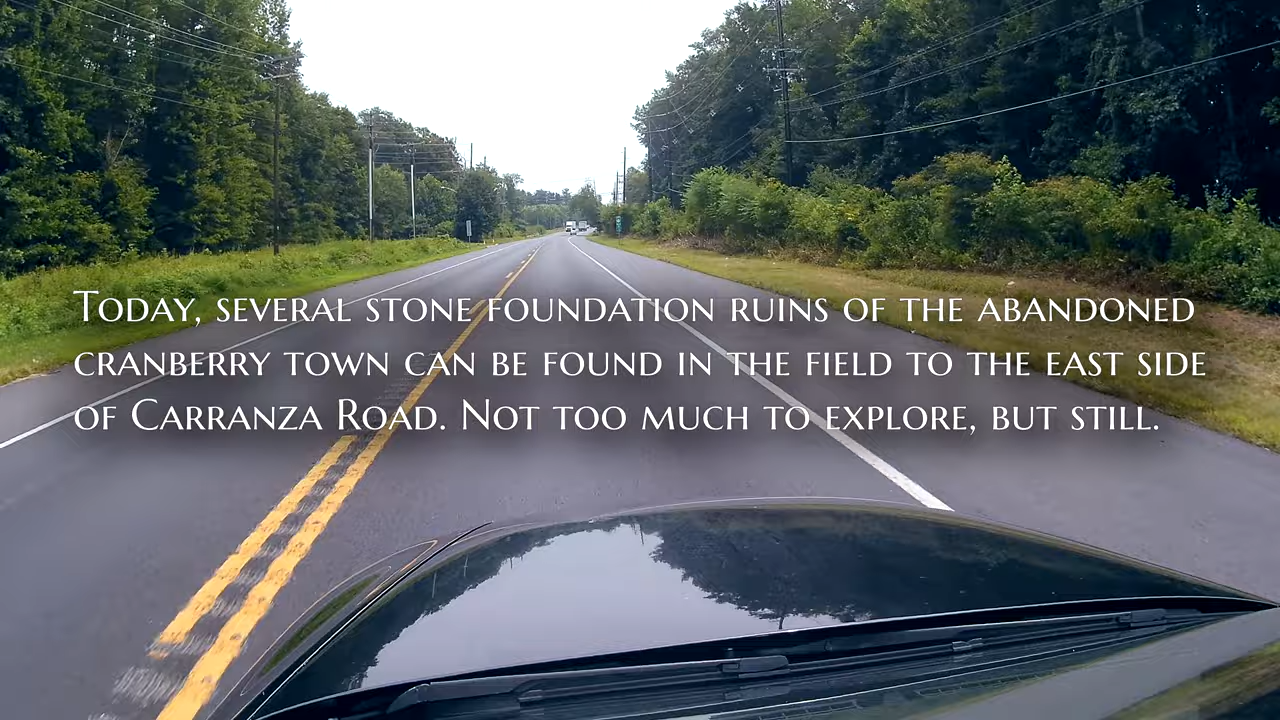 Today, several stone foundation ruins of the abandoned
cranberry town can be found in the field to the east side
of Carranza Road. Not too much to explore, but still.